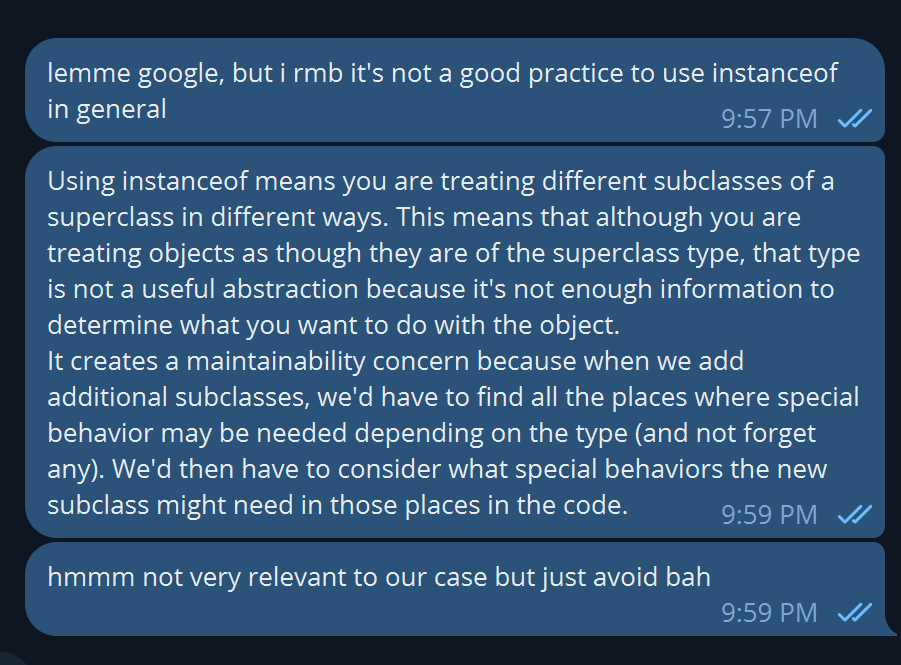 lemme google, but i rmb it's not a good practice to use instanceof
in general
9:57 PM
Using instanceof means you are treating different subclasses of a
superclass in different ways. This means that although you are
treating objects as though they are of the superclass type, that type
is not a useful abstraction because it's not enough information to
determine what you want to do with the object.
It creates a maintainability concern because when we add
additional subclasses, we'd have to find all the places where special
behavior may be needed depending on the type (and not forget
any). We'd then have to consider what special behaviors the new
subclass might need in those places in the code.
9:59 PM
hmmm not very relevant to our case but just avoid bah
9:59 PM